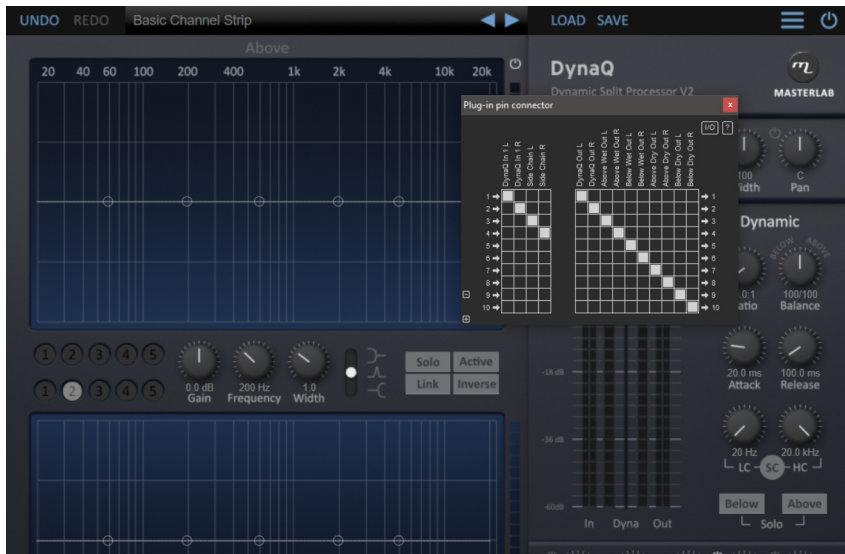 UNDO REDO Basic Channel Strip LOAD SAVE
Above
20 40 60 100 200 400 1k 2k 4k 10k 20k
DynaQ
Dynamic Split Processor V2
MASTERLAB
Plug-in pin connector x
I/O ?
DynaQ In 1 L
DynaQ In 1 R
Side Chain L
Side Chain R
DynaQ Out L
DynaQ Out R
Above Wet Out L
Above Wet Out R
Below Wet Out L
Below Wet Out R
Above Dry Out L
Above Dry Out R
Below Dry Out L
Below Dry Out R
1 1
2 2
3 3
4 4
5 5
6 6
7 7
8 8
9 9
10 10
100 C
Pan
Dynamic
BELOW ABOVE
100/100
Balance
1 2 3 4 5
1 2 3 4 5
0.0 dB 200 Hz 1.0
Gain Frequency Width
Solo Active
Link Inverse
-18 dB
-36 dB
-60dB
In Dyna Out
20.0 ms 100.0 ms
Attack Release
20 Hz 20.0 kHz
LC SC HC
Below Above
Solo